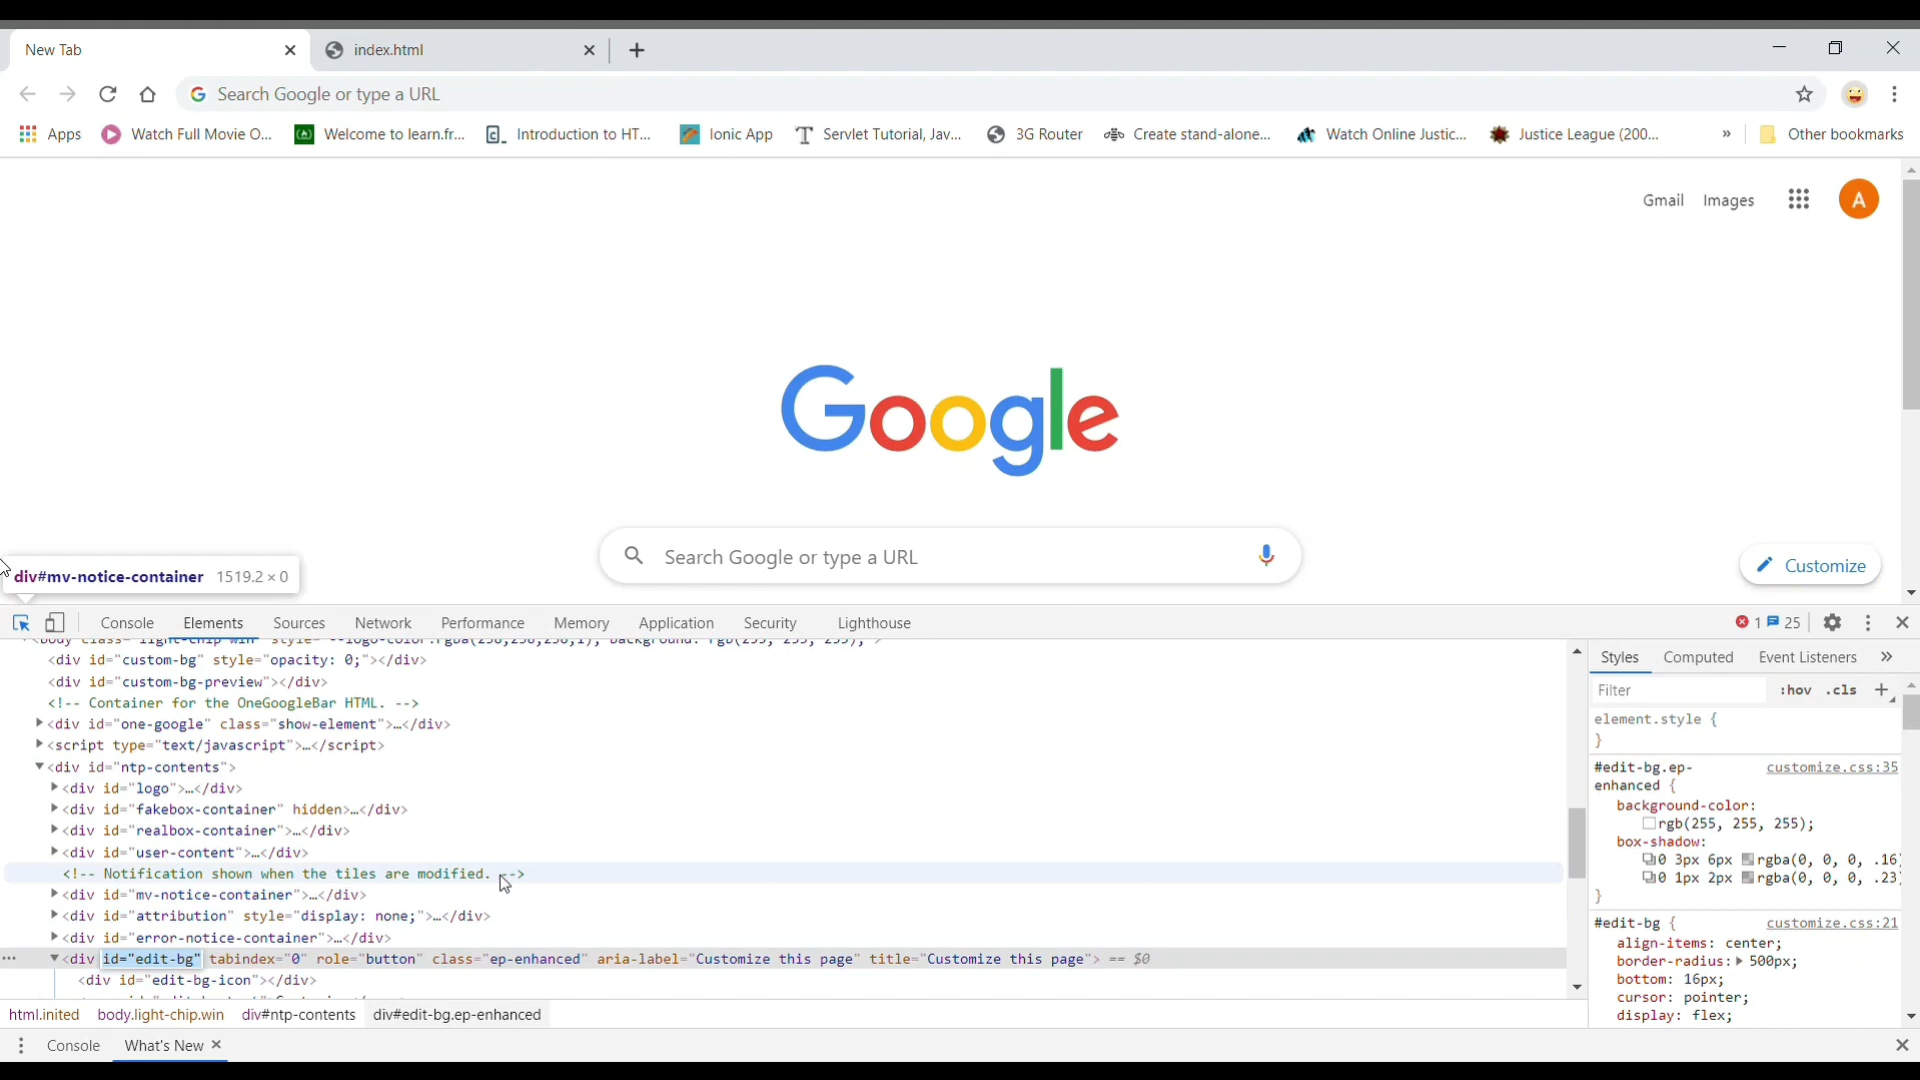 New Tab
index.html
Search Google or type a URL
Apps
Watch Full Movie O...
Welcome to learn.fr...
Introduction to HT...
Ionic App
Servlet Tutorial, Jav...
3G Router
Create stand-alone...
Watch Online Justic...
Justice League (200...
»
Other bookmarks
Gmail
Images
A
Google
Search Google or type a URL
Customize
div#mv-notice-container 1519.2 × 0
Console
Elements
Sources
Network
Performance
Memory
Application
Security
Lighthouse
1
25
<div id="custom-bg" style="opacity: 0;"></div>
<div id="custom-bg-preview"></div>
<!-- Container for the OneGoogleBar HTML. -->
<div id="one-google" class="show-element">…</div>
<script type="text/javascript">…</script>
<div id="ntp-contents">
<div id="logo">…</div>
<div id="fakebox-container" hidden>…</div>
<div id="realbox-container">…</div>
<div id="user-content">…</div>
<!-- Notification shown when the tiles are modified. -->
<div id="mv-notice-container">…</div>
<div id="attribution" style="display: none;">…</div>
<div id="error-notice-container">…</div>
<div id="edit-bg" tabindex="0" role="button" class="ep-enhanced" aria-label="Customize this page" title="Customize this page"> == $0
<div id="edit-bg-icon"></div>
html.inited
body.light-chip.win
div#ntp-contents
div#edit-bg.ep-enhanced
Console
What's New
Styles
Computed
Event Listeners
»
Filter
:hov
.cls
element.style {
}
#edit-bg.ep- customize.css:35
enhanced {
background-color:
rgb(255, 255, 255);
box-shadow:
0 3px 6px rgba(0, 0, 0, .16
0 1px 2px rgba(0, 0, 0, .23
}
#edit-bg { customize.css:21
align-items: center;
border-radius: 500px;
bottom: 16px;
cursor: pointer;
display: flex;